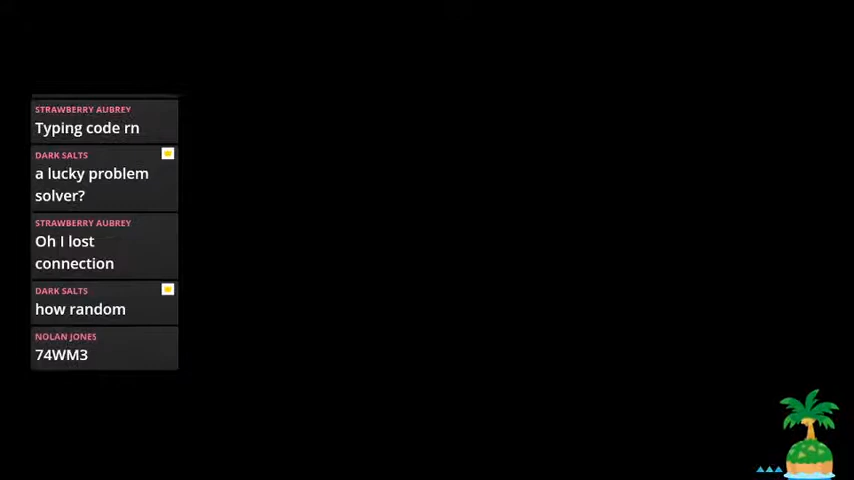 STRAWBERRY AUBREY
Typing code rn
DARK SALTS
a lucky problem
solver?
STRAWBERRY AUBREY
Oh I lost
connection
DARK SALTS
how random
NOLAN JONES
74WM3